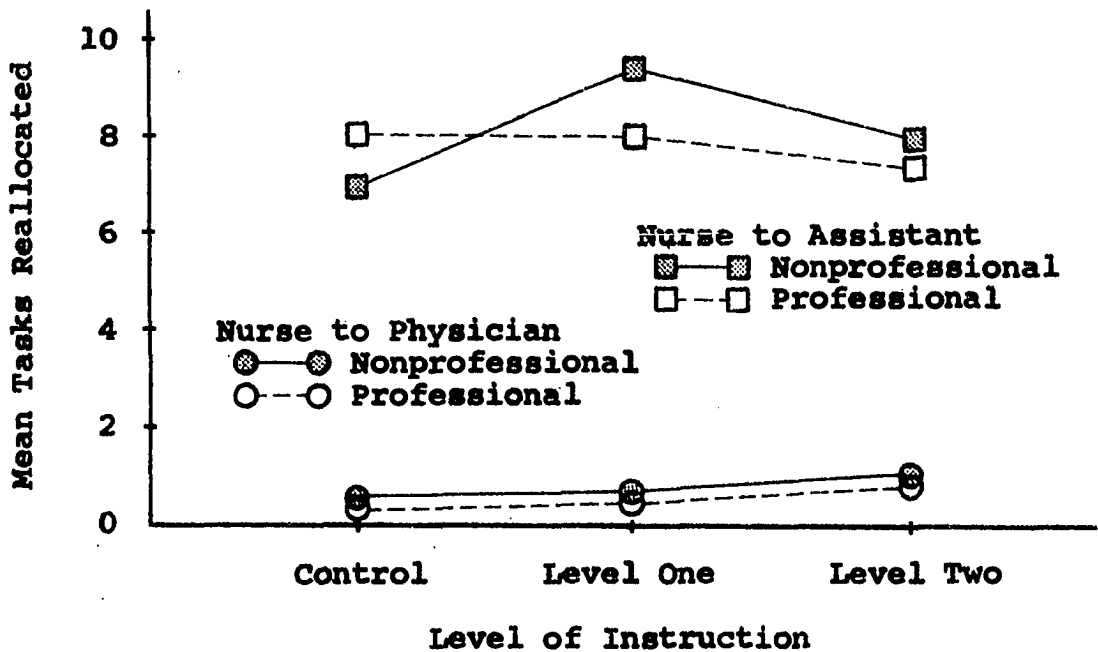 Mean Tasks Reallocated
10
8
6
4
2
0
Nurse to Assistant
Nonprofessional
Professional
Nurse to Physician
Nonprofessional
Professional
Control Level One Level Two
Level of Instruction